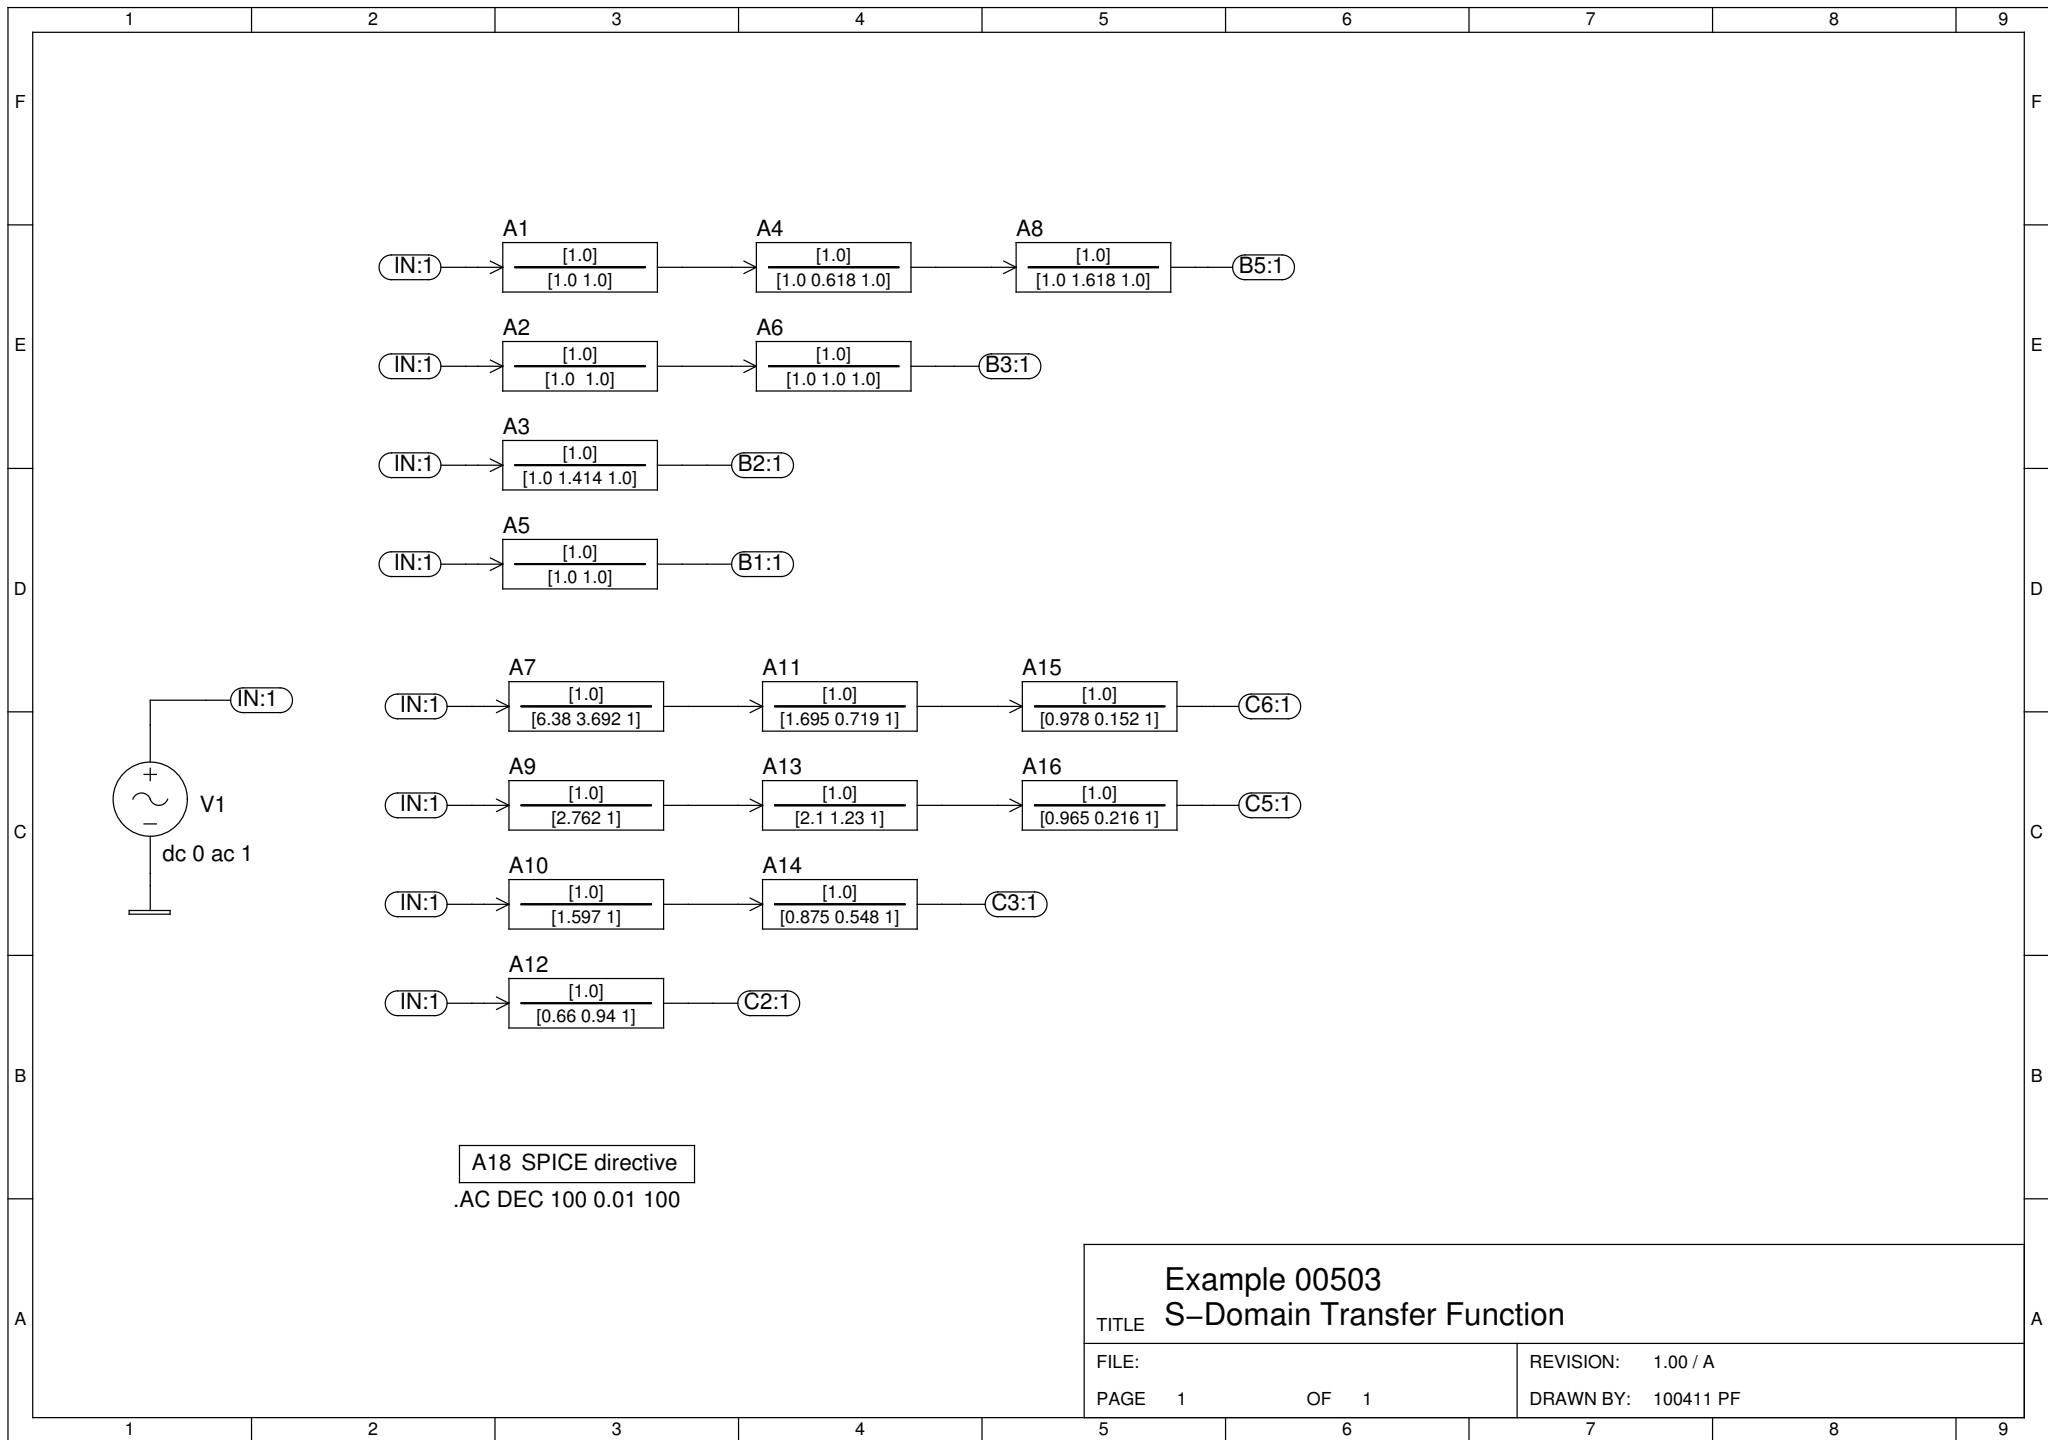 1 2 3 4 5 6 7 8 9
F F
A1 A4 A8
IN:1 [1.0] [1.0] [1.0] B5:1
[1.0 1.0] [1.0 0.618 1.0] [1.0 1.618 1.0]
A2 A6
E E
IN:1 [1.0] [1.0] B3:1
[1.0 1.0] [1.0 1.0 1.0]
A3
IN:1 [1.0] B2:1
[1.0 1.414 1.0]
A5
IN:1 [1.0] B1:1
[1.0 1.0]
D D
A7 A11 A15
IN:1 IN:1 [1.0] [1.0] [1.0] C6:1
[6.38 3.692 1] [1.695 0.719 1] [0.978 0.152 1]
A9 A13 A16
+
V1 IN:1 [1.0] [1.0] [1.0] C5:1
−
[2.762 1] [2.1 1.23 1] [0.965 0.216 1]
C C
dc 0 ac 1
A10 A14
IN:1 [1.0] [1.0] C3:1
[1.597 1] [0.875 0.548 1]
A12
IN:1 [1.0] C2:1
[0.66 0.94 1]
B B
A18 SPICE directive
.AC DEC 100 0.01 100
Example 00503
TITLE S−Domain Transfer Function
A A
FILE: REVISION: 1.00 / A
PAGE 1 OF 1 DRAWN BY: 100411 PF
1 2 3 4 5 6 7 8 9